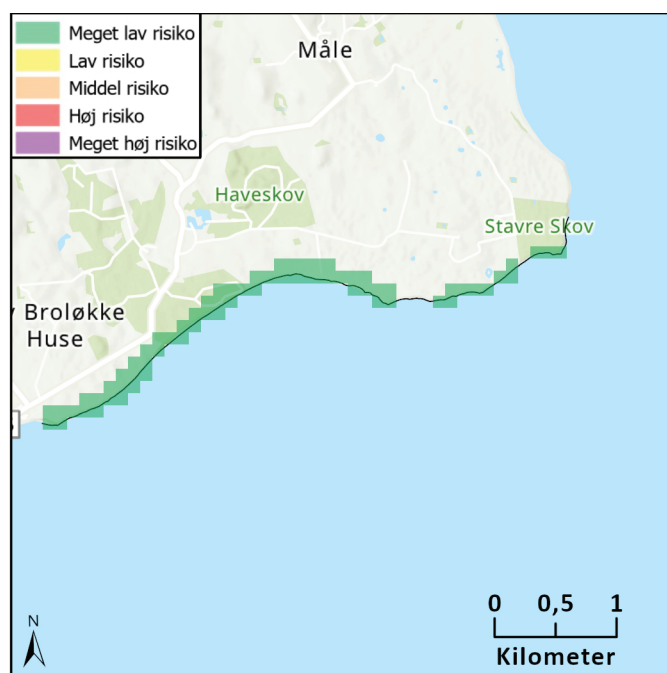 Meget lav risiko
Lav risiko
Middel risiko
Høj risiko
Meget høj risiko
Måle
Haveskov
Stavre Skov
Broløkke
Huse
N
0 0,5 1
Kilometer